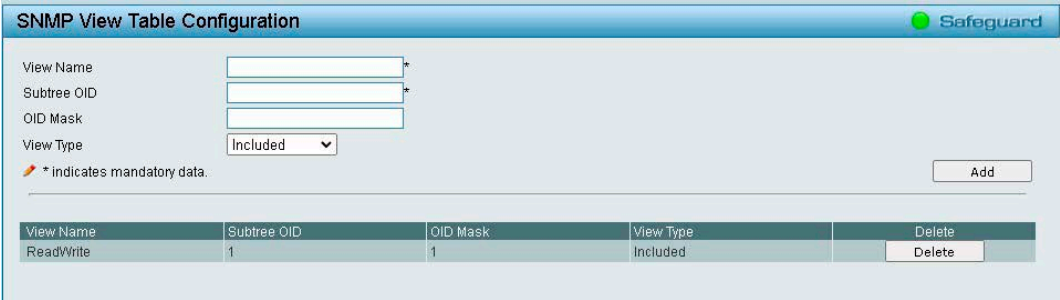 SNMP View Table Configuration Safeguard
View Name *
Subtree OID *
OID Mask
View Type Included
* indicates mandatory data. Add
View Name Subtree OID OID Mask View Type Delete
ReadWrite 1 1 Included Delete